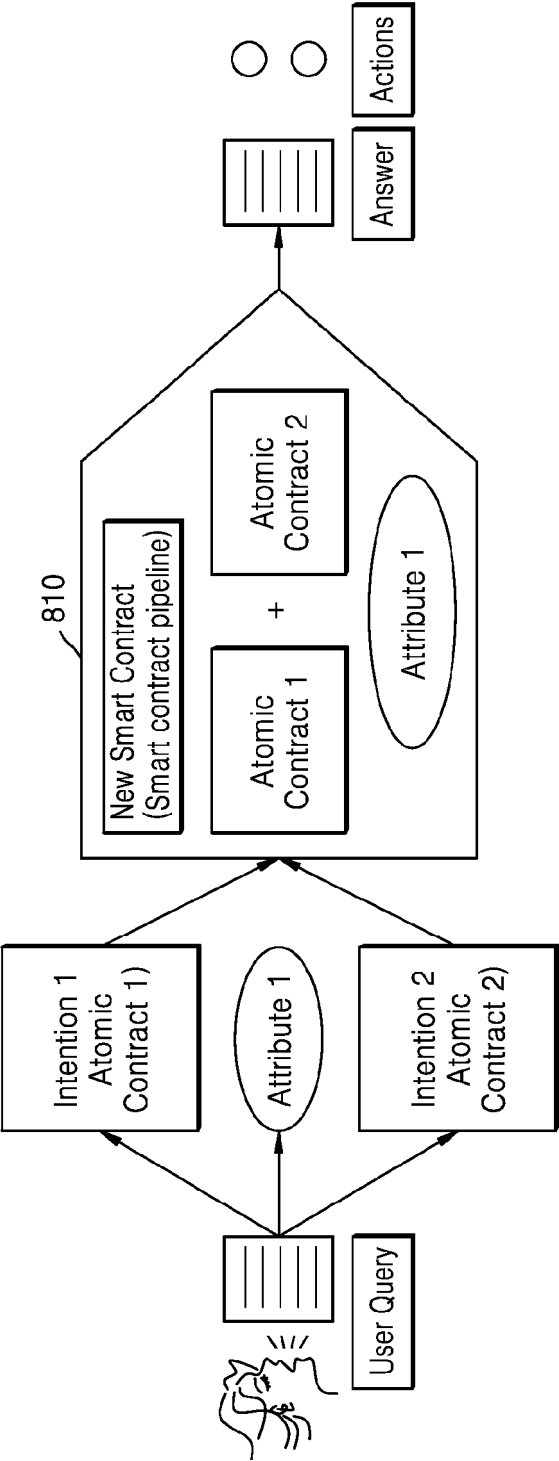 User Query
Intention 1
Atomic
Contract 1)
Attribute 1
Intention 2
Atomic
Contract 2)
810
New Smart Contract
(Smart contract pipeline)
Atomic
Contract 1
+
Atomic
Contract 2
Attribute 1
Answer
Actions